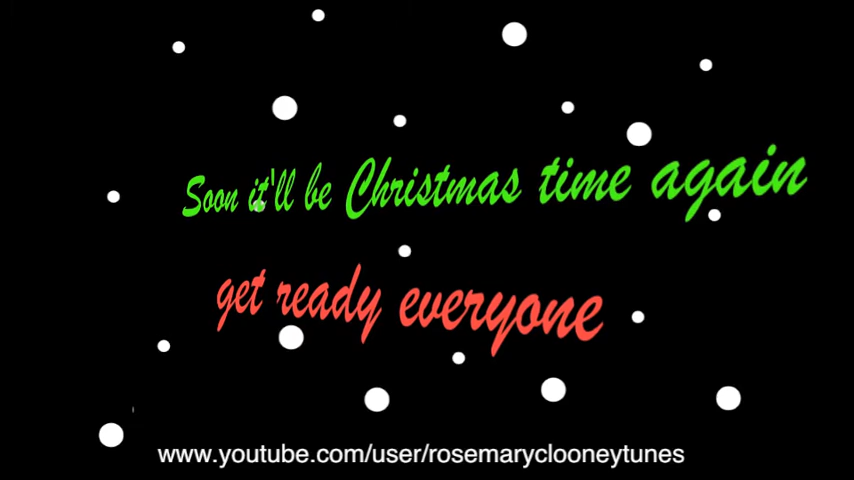 Soon it'll be Christmas time again
get ready everyone
www.youtube.com/user/rosemaryclooneytunes